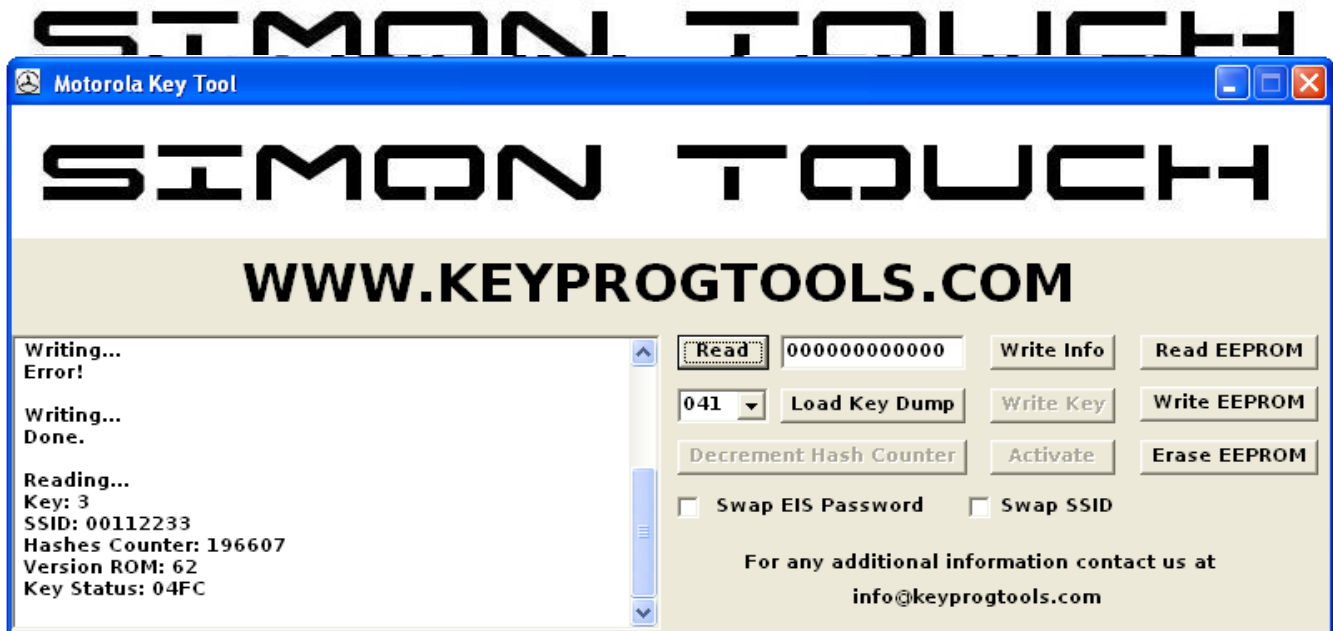 SIMON TOUCH
Motorola Key Tool
SIMON TOUCH
WWW.KEYPROGTOOLS.COM
Writing...
Error!
Writing...
Done.
Reading...
Key: 3
SSID: 00112233
Hashes Counter: 196607
Version ROM: 62
Key Status: 04FC
Read 000000000000 Write Info Read EEPROM
041 Load Key Dump Write Key Write EEPROM
Decrement Hash Counter Activate Erase EEPROM
Swap EIS Password Swap SSID
For any additional information contact us at
info@keyprogtools.com